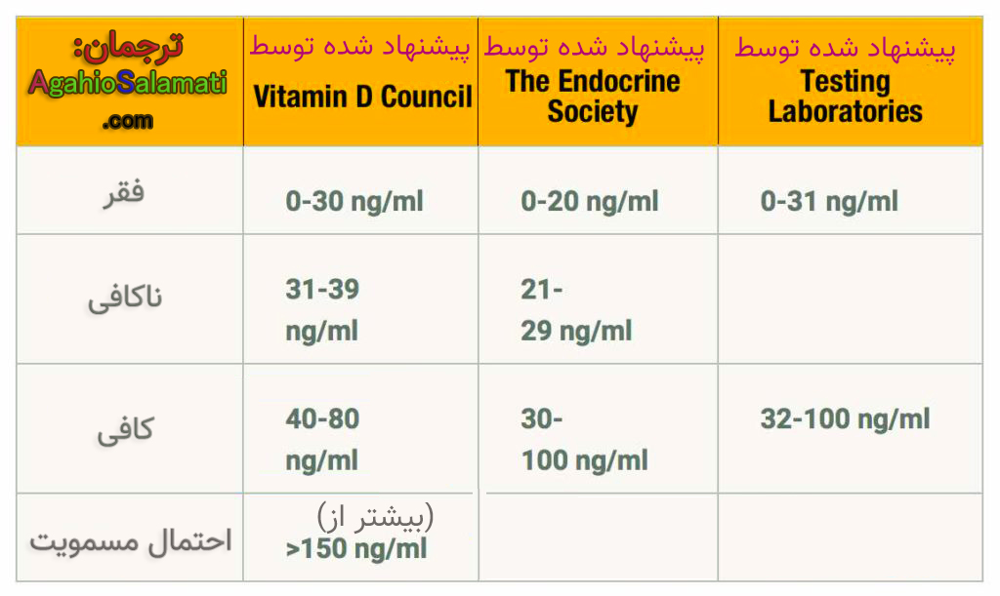 ترجمان:
AgahioSalamati
.com
پیشنهاد شده توسط
Vitamin D Council
پیشنهاد شده توسط
The Endocrine
Society
پیشنهاد شده توسط
Testing
Laboratories
فقر
0-30 ng/ml
0-20 ng/ml
0-31 ng/ml
ناکافی
31-39
ng/ml
21-
29 ng/ml
کافی
40-80
ng/ml
30-
100 ng/ml
32-100 ng/ml
احتمال مسمویت
(بیشتر از)
>150 ng/ml